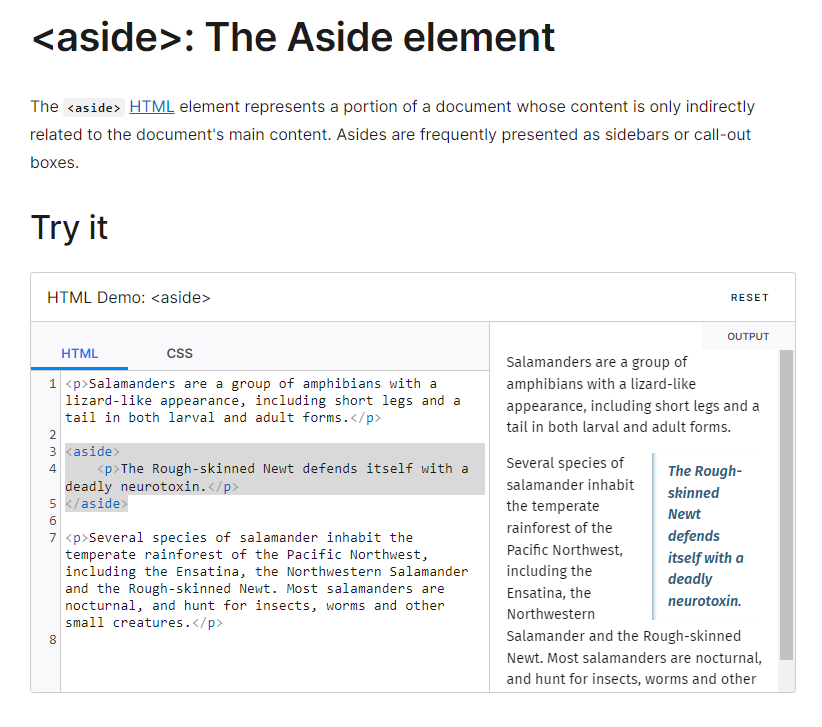 <aside>: The Aside element
The <aside> HTML element represents a portion of a document whose content is only indirectly
related to the document's main content. Asides are frequently presented as sidebars or call-out
boxes.
Try it
HTML Demo: <aside>
RESET
HTML
CSS
1 <p>Salamanders are a group of amphibians with a
lizard-like appearance, including short legs and a
tail in both larval and adult forms.</p>
2
3 <aside>
4 <p>The Rough-skinned Newt defends itself with a
deadly neurotoxin.</p>
5 </aside>
6
7 <p>Several species of salamander inhabit the
temperate rainforest of the Pacific Northwest,
including the Ensatina, the Northwestern Salamander
and the Rough-skinned Newt. Most salamanders are
nocturnal, and hunt for insects, worms and other
small creatures.</p>
8
OUTPUT
Salamanders are a group of
amphibians with a lizard-like
appearance, including short legs and a
tail in both larval and adult forms.
Several species of
salamander inhabit
the temperate
rainforest of the
Pacific Northwest,
including the
Ensatina, the
Northwestern
The Rough-
skinned
Newt
defends
itself with a
deadly
neurotoxin.
Salamander and the Rough-skinned
Newt. Most salamanders are nocturnal,
and hunt for insects, worms and other